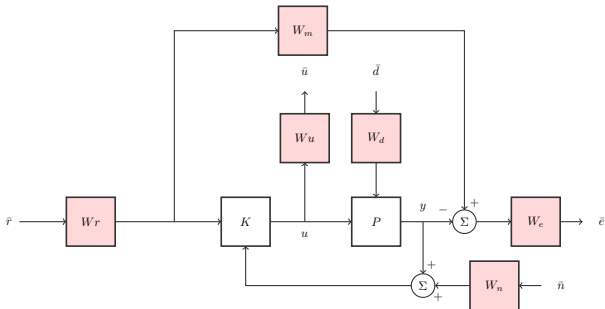 W_m
ū d̄
+
Wu W_d
r̄ Wr K u P y − Σ W_e ē
+
Σ + W_n n̄